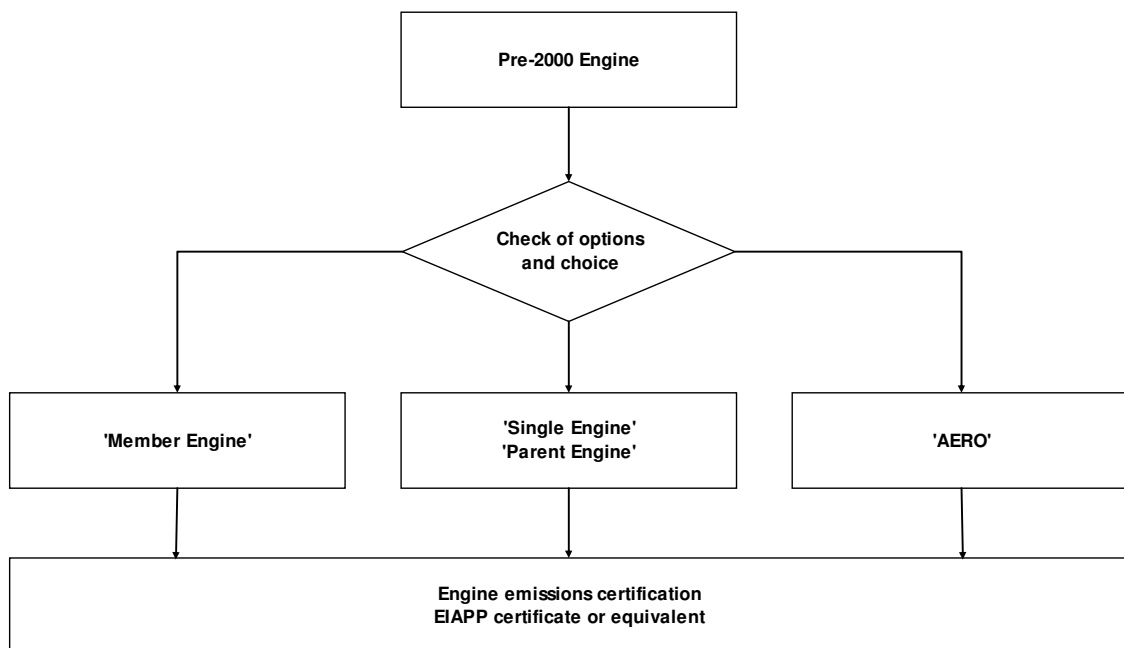 Pre-2000 Engine
Check of options
and choice
'Member Engine'
'Single Engine'
'Parent Engine'
'AERO'
Engine emissions certification
EIAPP certificate or equivalent